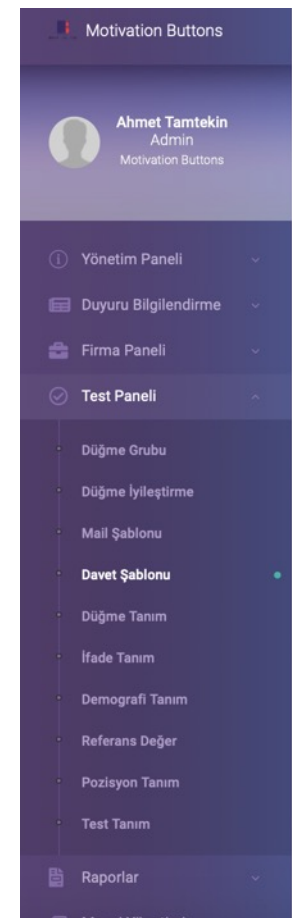 Motivation Buttons
Ahmet Tamtekin
Admin
Motivation Buttons
Yönetim Paneli
Duyuru Bilgilendirme
Firma Paneli
Test Paneli
Düğme Grubu
Düğme İyileştirme
Mail Şablonu
Davet Şablonu
Düğme Tanım
İfade Tanım
Demografi Tanım
Referans Değer
Pozisyon Tanım
Test Tanım
Raporlar